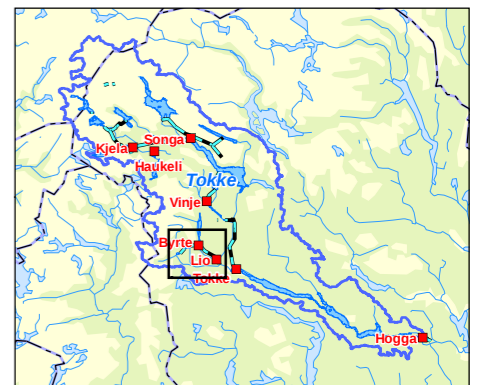 Songa
Kjela
Haukeli
Tokke
Vinje
Byrte
Lio
Tokke
Hogga